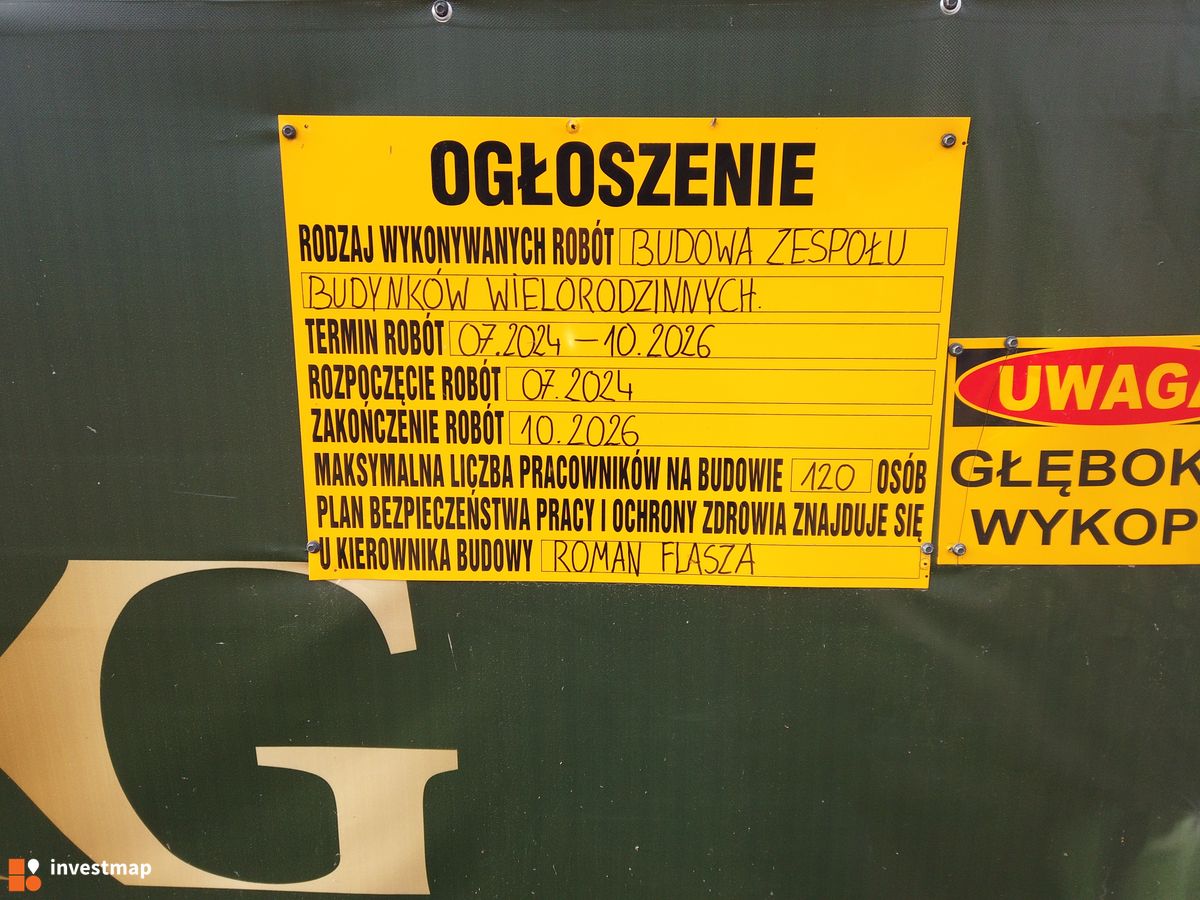 OGŁOSZENIE
RODZAJ WYKONYWANYCH ROBÓT BUDOWA ZESPOŁU
BUDYNKÓW WIELORODZINNYCH.
TERMIN ROBÓT 07.2024 – 10.2026
ROZPOCZĘCIE ROBÓT 07.2024
ZAKOŃCZENIE ROBÓT 10.2026
MAKSYMALNA LICZBA PRACOWNIKÓW NA BUDOWIE 120 OSÓB
PLAN BEZPIECZEŃSTWA PRACY I OCHRONY ZDROWIA ZNAJDUJE SIĘ
U KIEROWNIKA BUDOWY ROMAN FLASZA
UWAGA
GŁĘBOK
WYKOP
G
investmap